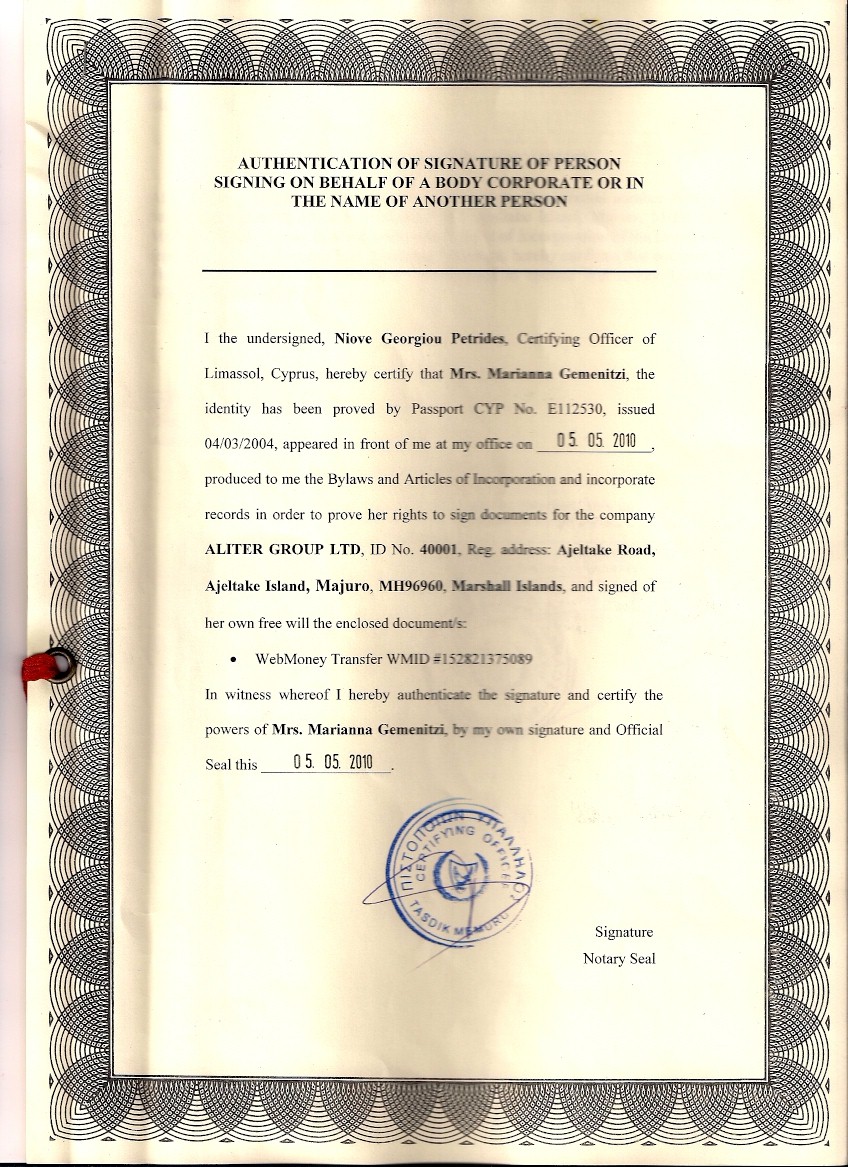 AUTHENTICATION OF SIGNATURE OF PERSON
SIGNING ON BEHALF OF A BODY CORPORATE OR IN
THE NAME OF ANOTHER PERSON
I the undersigned, Niove Georgiou Petrides, Certifying Officer of
Limassol, Cyprus, hereby certify that Mrs. Marianna Gemenitzi, the
identity has been proved by Passport CYP No. E112530, issued
04/03/2004, appeared in front of me at my office on 05. 05. 2010,
produced to me the Bylaws and Articles of Incorporation and incorporate
records in order to prove her rights to sign documents for the company
ALITER GROUP LTD, ID No. 40001, Reg. address: Ajeltake Road,
Ajeltake Island, Majuro, MH96960, Marshall Islands, and signed of
her own free will the enclosed document/s:
• WebMoney Transfer WMID #152821375089
In witness whereof I hereby authenticate the signature and certify the
powers of Mrs. Marianna Gemenitzi, by my own signature and Official
Seal this 05. 05. 2010.
ΠΙΣΤΟΠΟΙΩΝ ΥΠΑΛΛΗΛΟΣ
CERTIFYING OFFICER
TASDIK MEMURU
Signature
Notary Seal